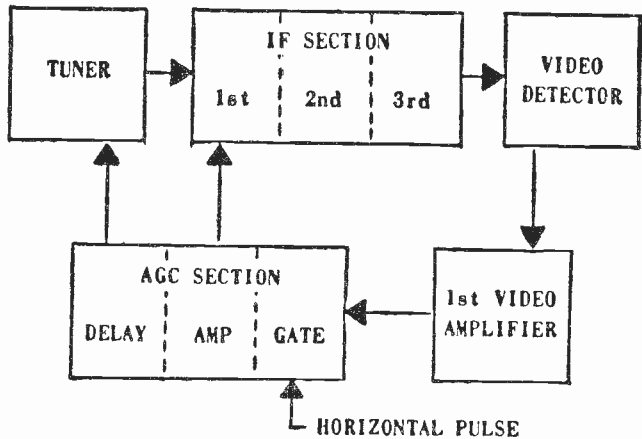 TUNER
IF SECTION
1st 2nd 3rd
VIDEO
DETECTOR
AGC SECTION
DELAY AMP GATE
1st VIDEO
AMPLIFIER
HORIZONTAL PULSE